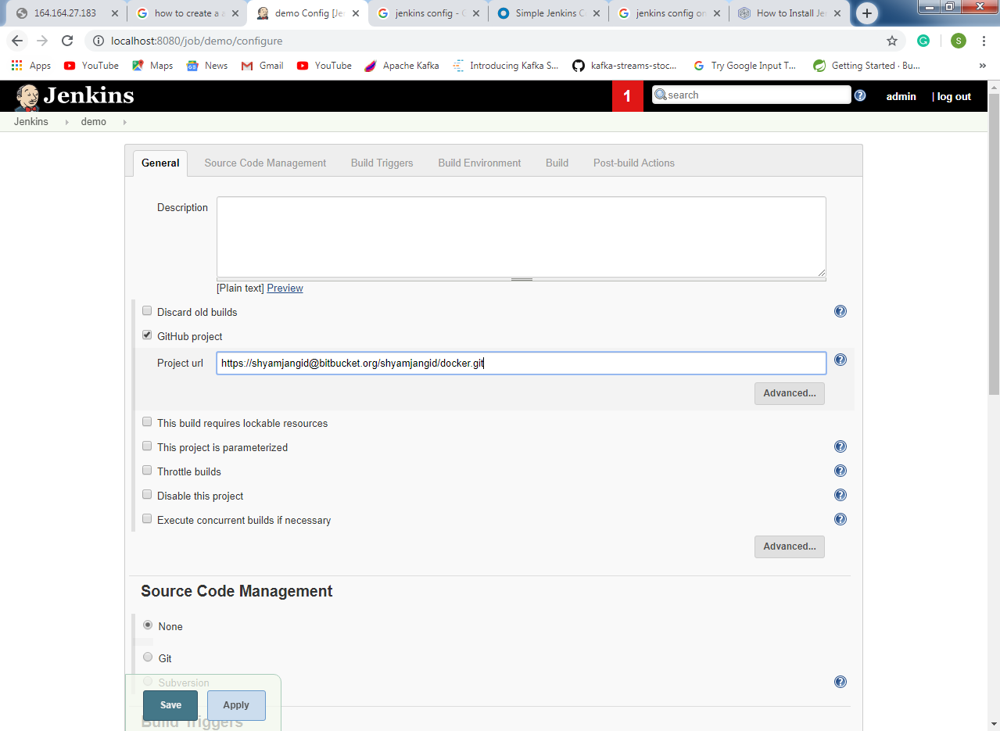 164.164.27.183
how to create a a
demo Config [Jen
jenkins config - G
Simple Jenkins C
jenkins config on
How to Install Jen
localhost:8080/job/demo/configure
S
Apps
YouTube
Maps
News
Gmail
YouTube
Apache Kafka
Introducing Kafka S...
kafka-streams-stoc...
Try Google Input T...
Getting Started · Bu...
»
Jenkins
1
search
admin
| log out
Jenkins
demo
General
Source Code Management
Build Triggers
Build Environment
Build
Post-build Actions
Description
[Plain text] Preview
Discard old builds
GitHub project
Project url
https://shyamjangid@bitbucket.org/shyamjangid/docker.git
Advanced...
This build requires lockable resources
This project is parameterized
Throttle builds
Disable this project
Execute concurrent builds if necessary
Advanced...
Source Code Management
None
Git
Subversion
Save
Apply
Build Triggers